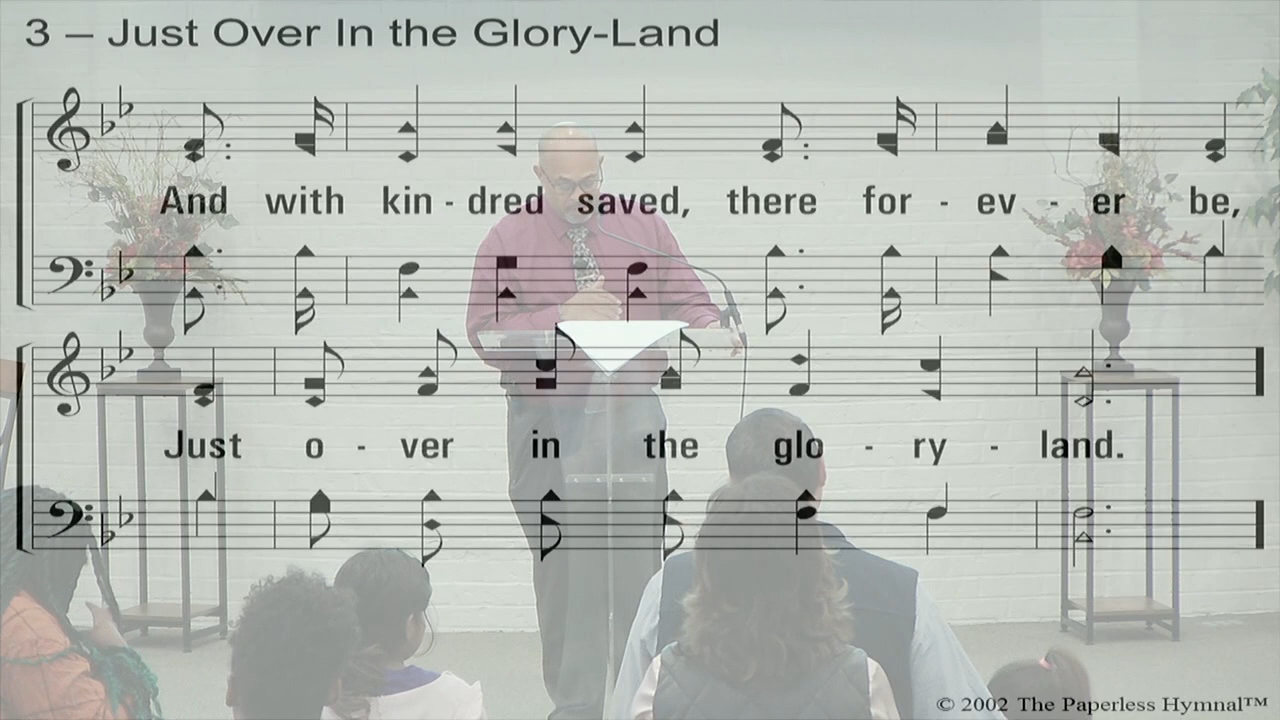 3 – Just Over In the Glory-Land
And with kin - dred saved, there for - ev - er be,
Just o - ver in the glo - ry - land.
© 2002 The Paperless Hymnal™